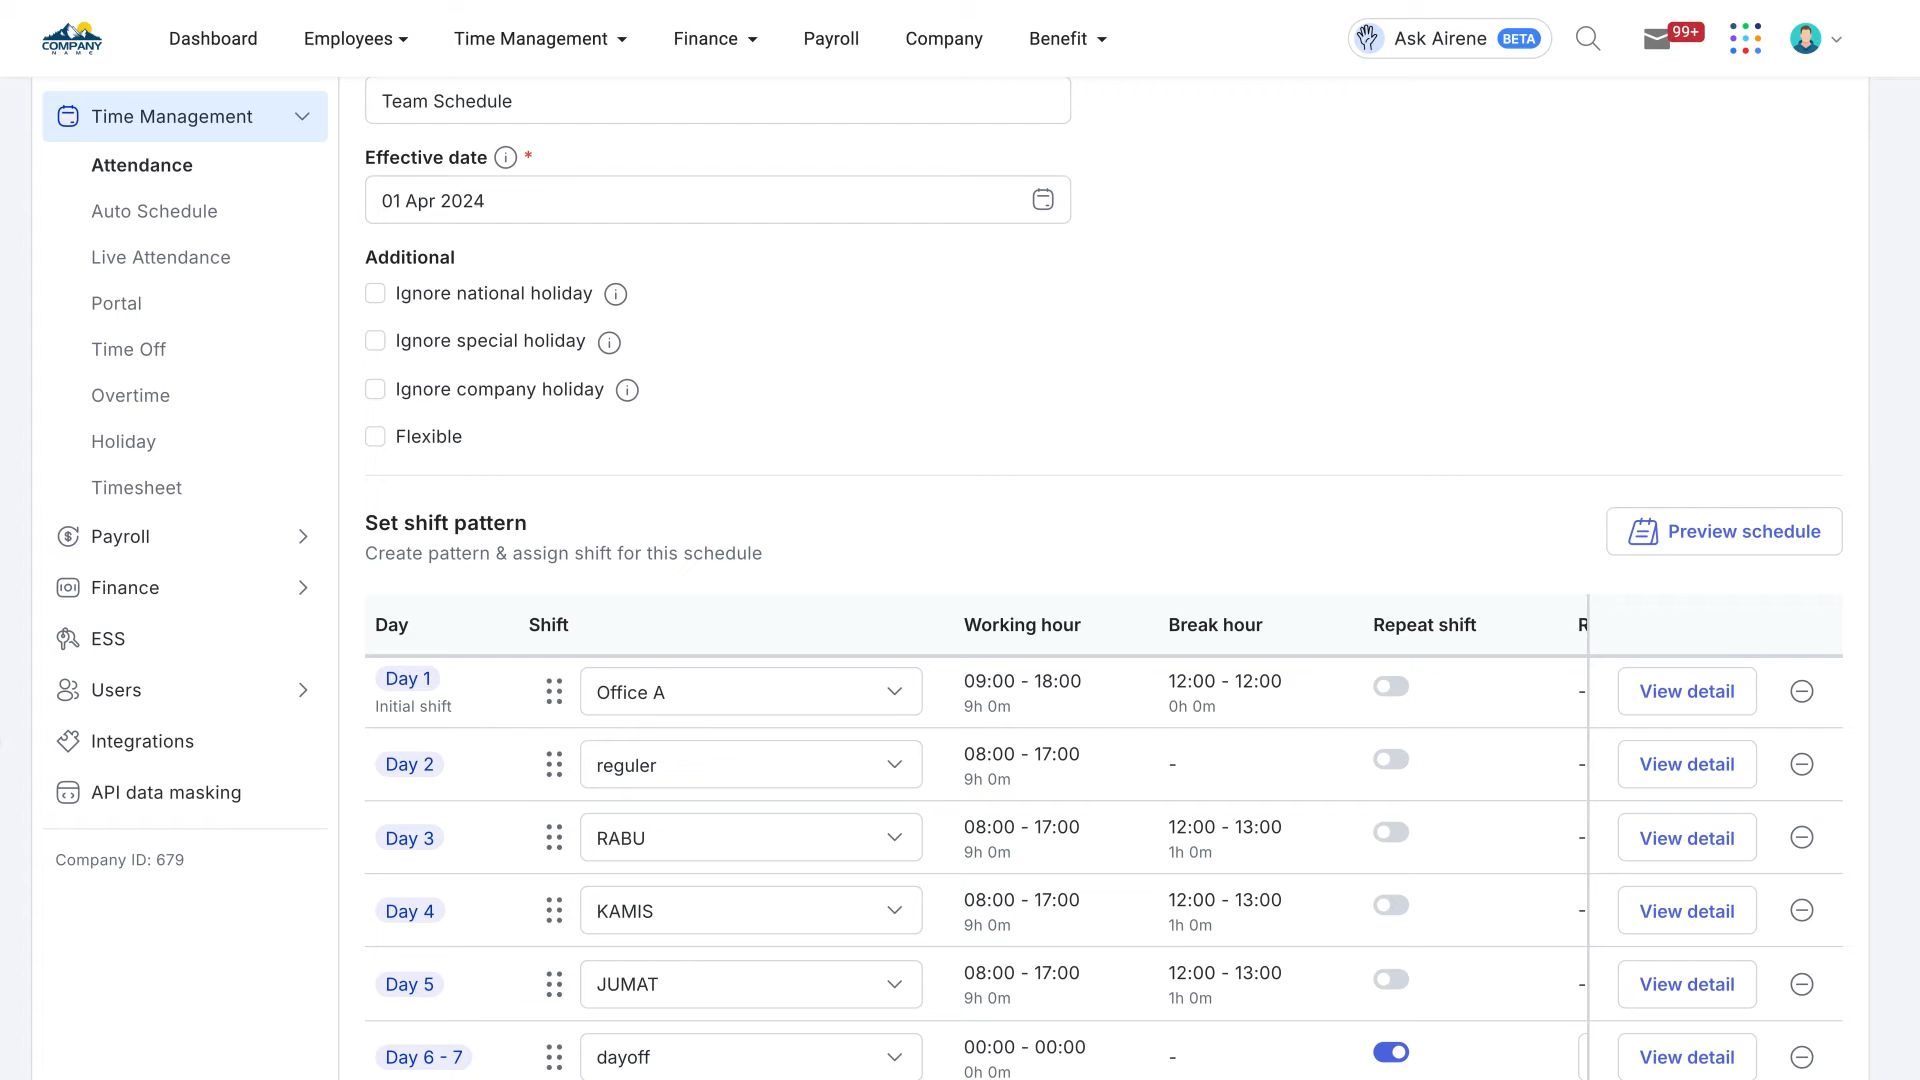 COMPANY
NAME
Dashboard
Employees
Time Management
Finance
Payroll
Company
Benefit
Ask Airene BETA
99+
Time Management
Attendance
Auto Schedule
Live Attendance
Portal
Time Off
Overtime
Holiday
Timesheet
Payroll
Finance
ESS
Users
Integrations
API data masking
Company ID: 679
Team Schedule
Effective date *
01 Apr 2024
Additional
Ignore national holiday
Ignore special holiday
Ignore company holiday
Flexible
Set shift pattern
Create pattern & assign shift for this schedule
Preview schedule
Day Shift Working hour Break hour Repeat shift
Day 1 Office A 09:00 - 18:00 12:00 - 12:00 - View detail
Initial shift 9h 0m 0h 0m
Day 2 reguler 08:00 - 17:00 - - View detail
9h 0m
Day 3 RABU 08:00 - 17:00 12:00 - 13:00 - View detail
9h 0m 1h 0m
Day 4 KAMIS 08:00 - 17:00 12:00 - 13:00 - View detail
9h 0m 1h 0m
Day 5 JUMAT 08:00 - 17:00 12:00 - 13:00 - View detail
9h 0m 1h 0m
Day 6 - 7 dayoff 00:00 - 00:00 - View detail
0h 0m